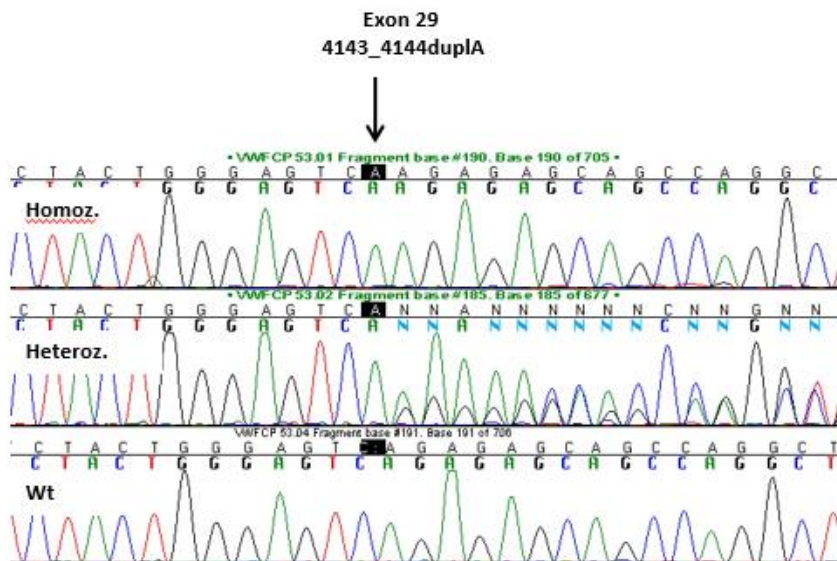 Exon 29
4143_4144duplA
• VWFCP 53.01 Fragment base #190. Base 190 of 705 •
C T A C T G G G A G T C A A G A G A G C A G C C A G G C
C T A C T G G G A G T C A A G A G A G C A G C C A G G C
Homoz.
• VWFCP 53.02 Fragment base #185. Base 185 of 677 •
C T A C T G G G A G T C A N N A N N N N N N C N N G N N
C T A C T G G G A G T C A N N A N N N N N N C N N G N N
Heteroz.
VWFCP 53.04 Fragment base #191. Base 191 of 706
C T A C T G G G A G T C A G A G A G C A G C C A G G C T
C T A C T G G G A G T C A G A G A G C A G C C A G G C T
Wt